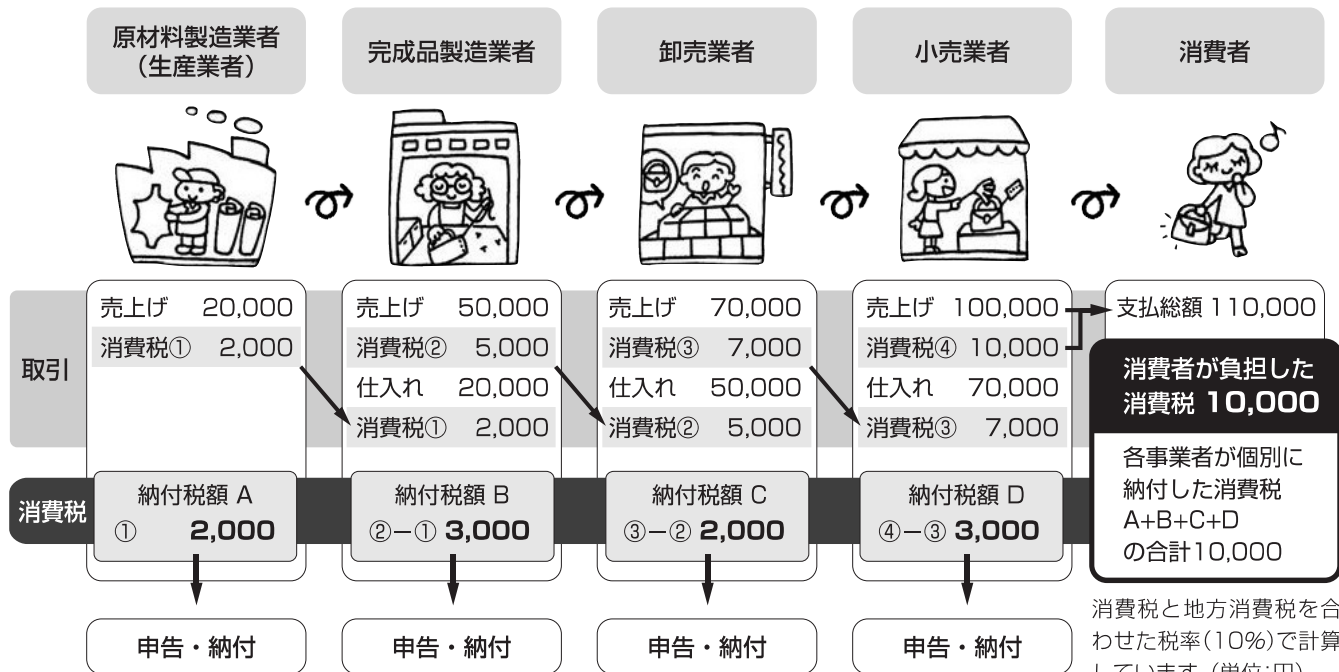 原材料製造業者
（生産業者）
完成品製造業者
卸売業者
小売業者
消費者
取引
売上げ 20,000
消費税① 2,000
売上げ 50,000
消費税② 5,000
仕入れ 20,000
消費税① 2,000
売上げ 70,000
消費税③ 7,000
仕入れ 50,000
消費税② 5,000
売上げ 100,000
消費税④ 10,000
仕入れ 70,000
消費税③ 7,000
支払総額 110,000
消費者が負担した
消費税 10,000
各事業者が個別に
納付した消費税
A+B+C+D
の合計10,000
消費税
納付税額 A
① 2,000
納付税額 B
②－① 3,000
納付税額 C
③－② 2,000
納付税額 D
④－③ 3,000
申告・納付
申告・納付
申告・納付
申告・納付
消費税と地方消費税を合
わせた税率(10%)で計算
しています。(単位:円)